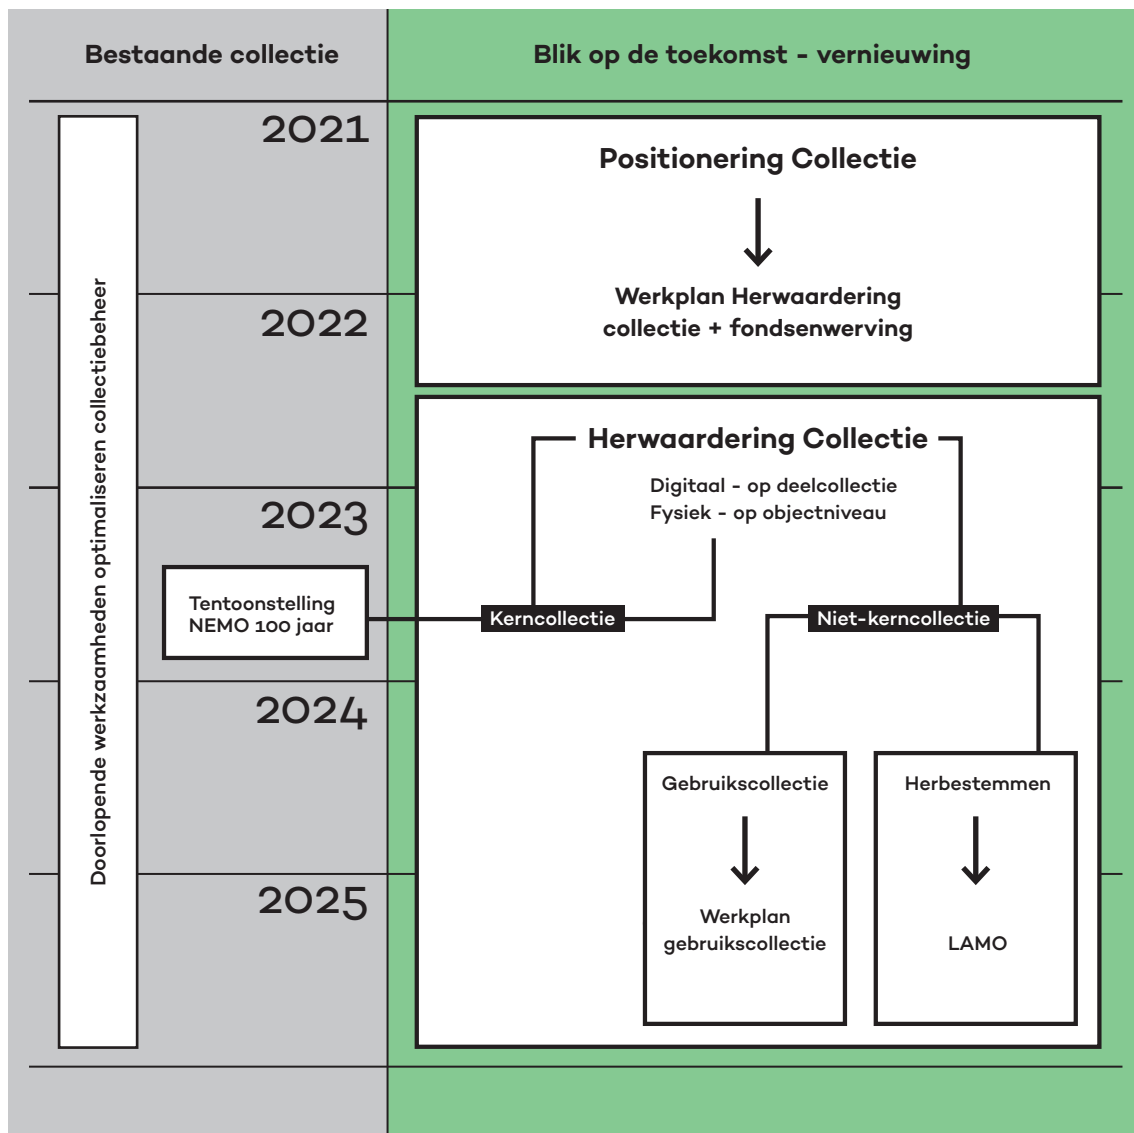 Bestaande collectie
Blik op de toekomst - vernieuwing
Doorlopende werkzaamheden optimaliseren collectiebeheer
2021
Positionering Collectie
2022
Werkplan Herwaardering
collectie + fondsenwerving
Herwaardering Collectie
Digitaal - op deelcollectie
Fysiek - op objectniveau
2023
Tentoonstelling
NEMO 100 jaar
Kerncollectie
Niet-kerncollectie
2024
Gebruikscollectie
Herbestemmen
2025
Werkplan
gebruikscollectie
LAMO